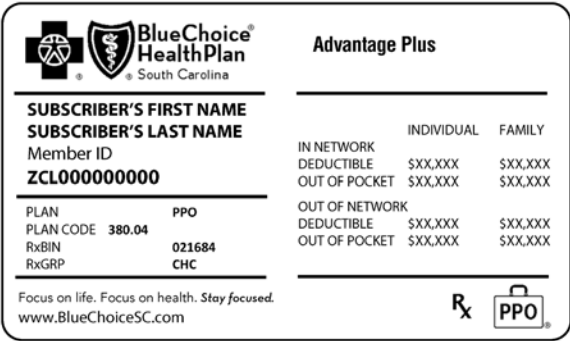 BlueChoice®
HealthPlan
® ® South Carolina
Advantage Plus
SUBSCRIBER'S FIRST NAME
SUBSCRIBER'S LAST NAME
Member ID
ZCL000000000
PLAN PPO
PLAN CODE 380.04
RxBIN 021684
RxGRP CHC
INDIVIDUAL FAMILY
IN NETWORK
DEDUCTIBLE $XX,XXX $XX,XXX
OUT OF POCKET $XX,XXX $XX,XXX
OUT OF NETWORK
DEDUCTIBLE $XX,XXX $XX,XXX
OUT OF POCKET $XX,XXX $XX,XXX
Focus on life. Focus on health. Stay focused.
www.BlueChoiceSC.com
Rx PPO®